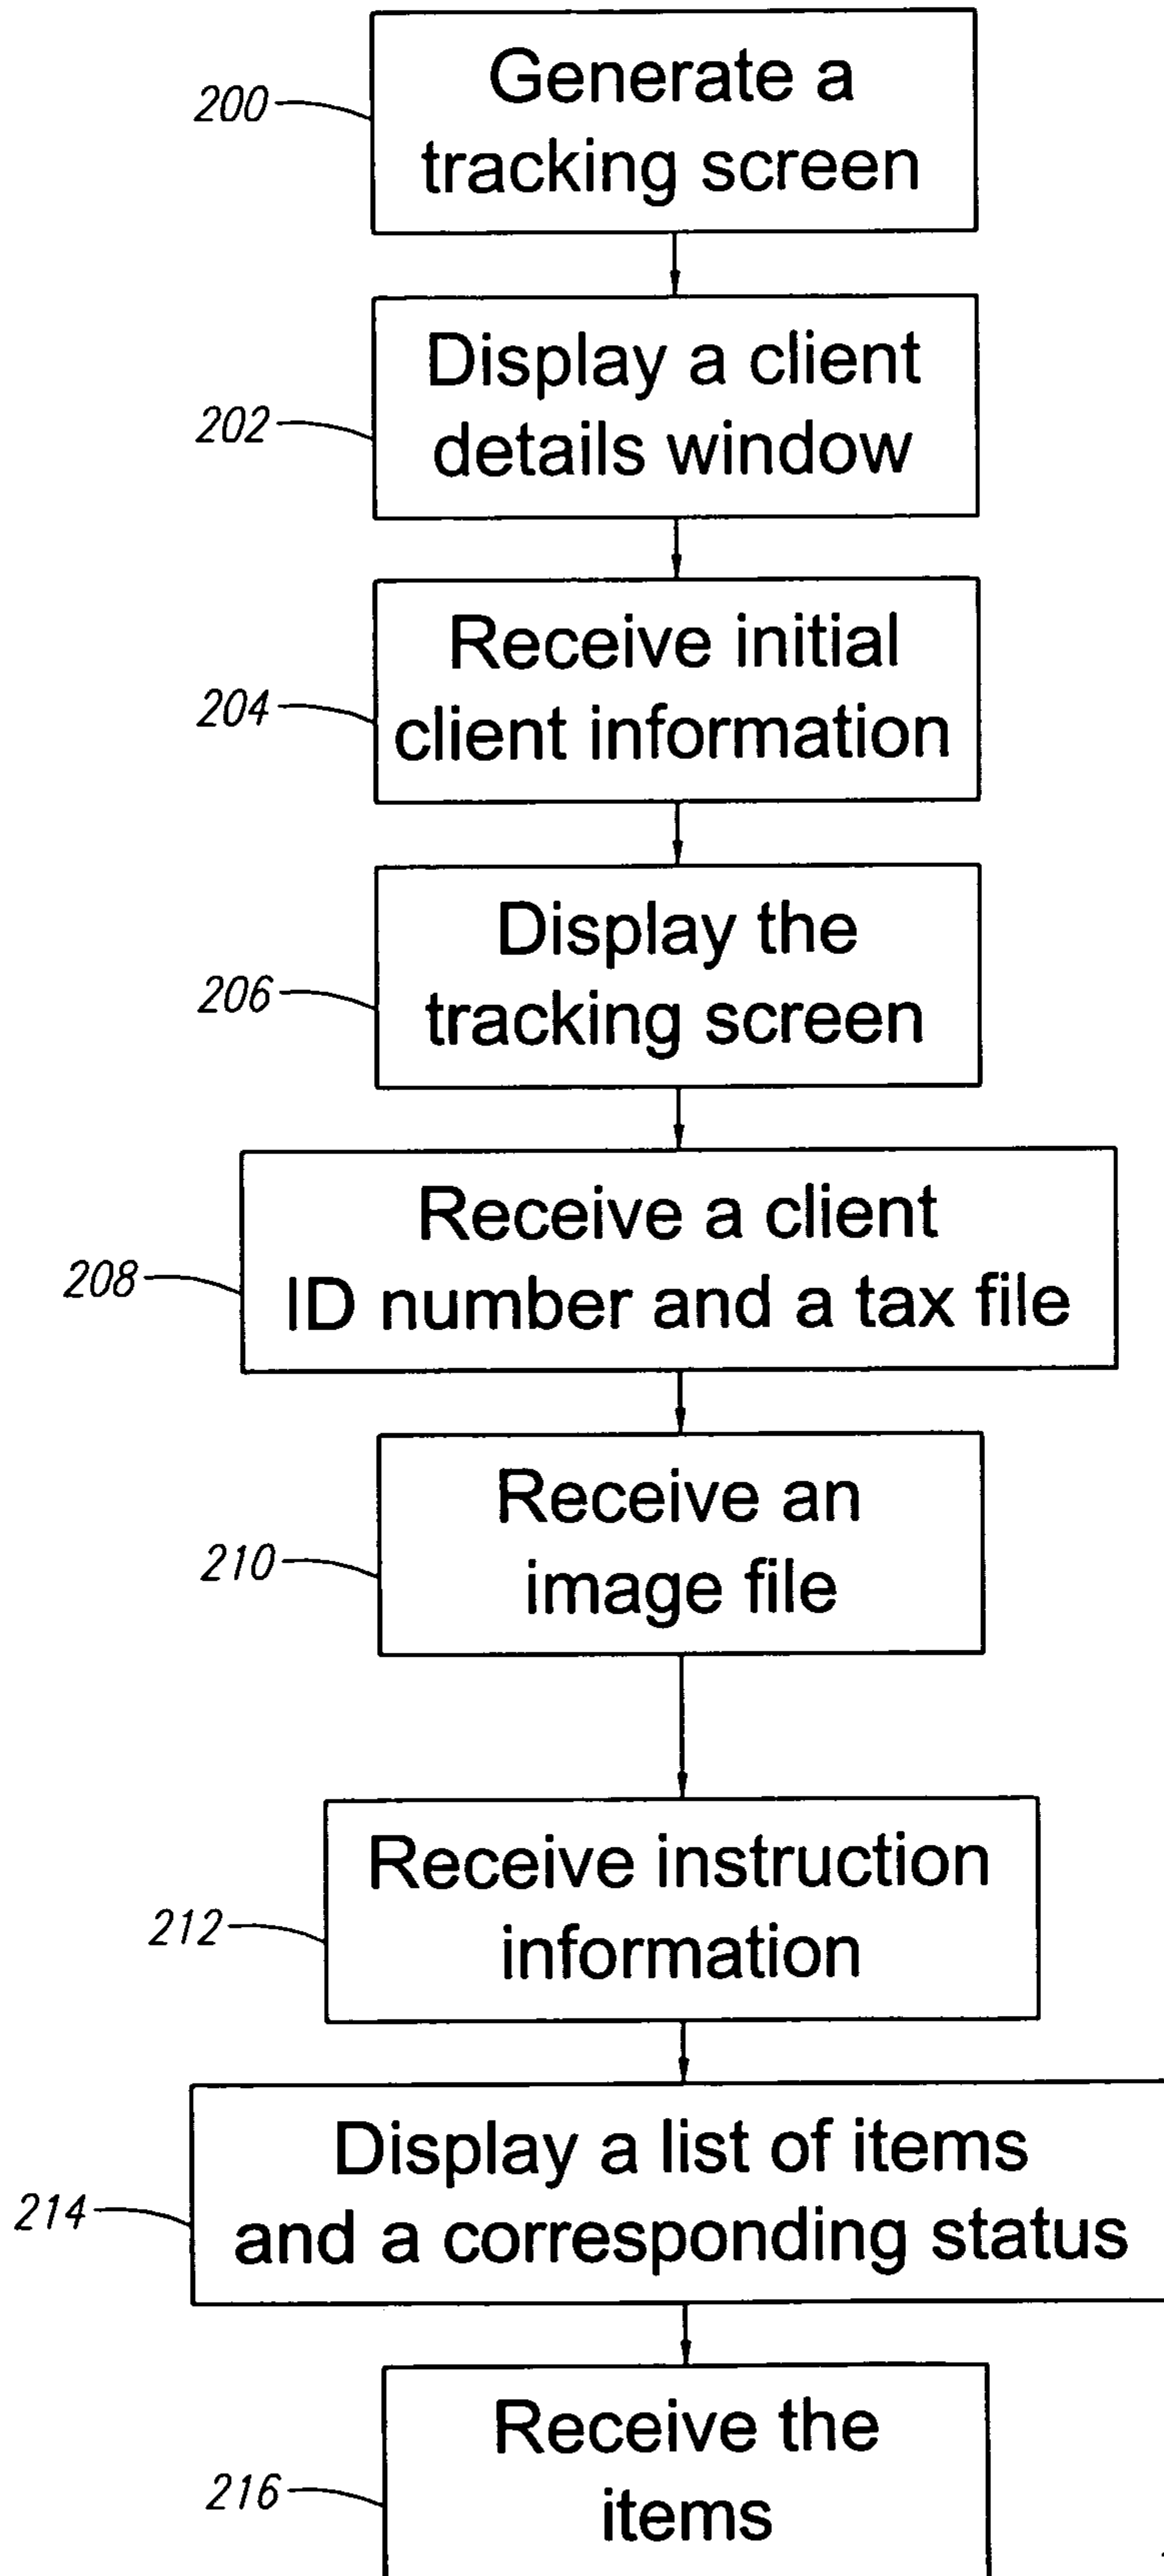 200
Generate a
tracking screen
202
Display a client
details window
204
Receive initial
client information
206
Display the
tracking screen
208
Receive a client
ID number and a tax file
210
Receive an
image file
212
Receive instruction
information
214
Display a list of items
and a corresponding status
216
Receive the
items